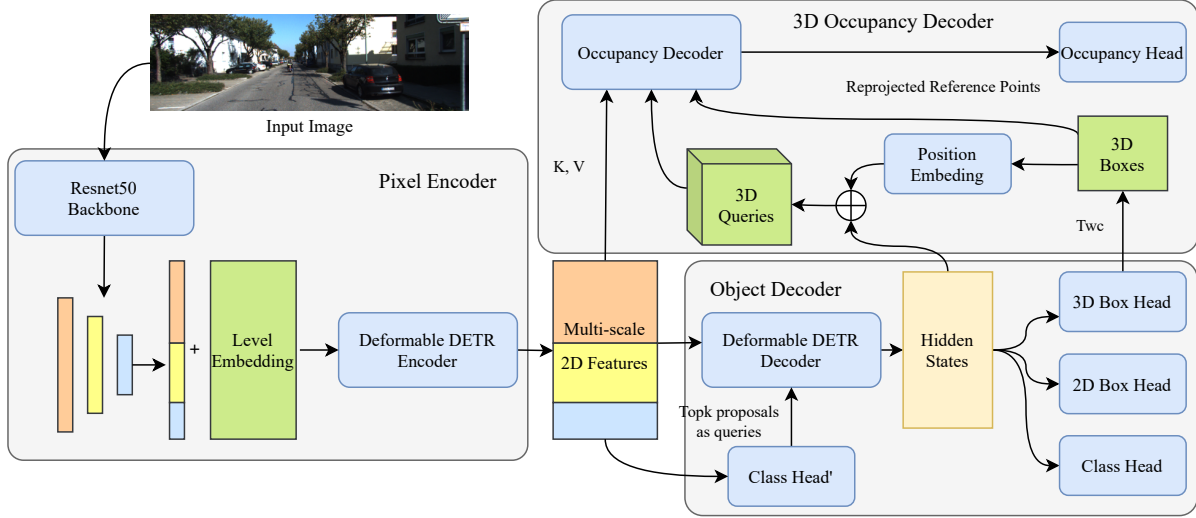 Input Image
Pixel Encoder
Resnet50
Backbone
+
Level
Embedding
Deformable DETR
Encoder
Multi-scale
2D Features
3D Occupancy Decoder
Occupancy Decoder
Occupancy Head
Reprojected Reference Points
K, V
3D
Queries
Position
Embeding
3D
Boxes
Twc
Object Decoder
Deformable DETR
Decoder
Topk proposals
as queries
Class Head'
Hidden
States
3D Box Head
2D Box Head
Class Head